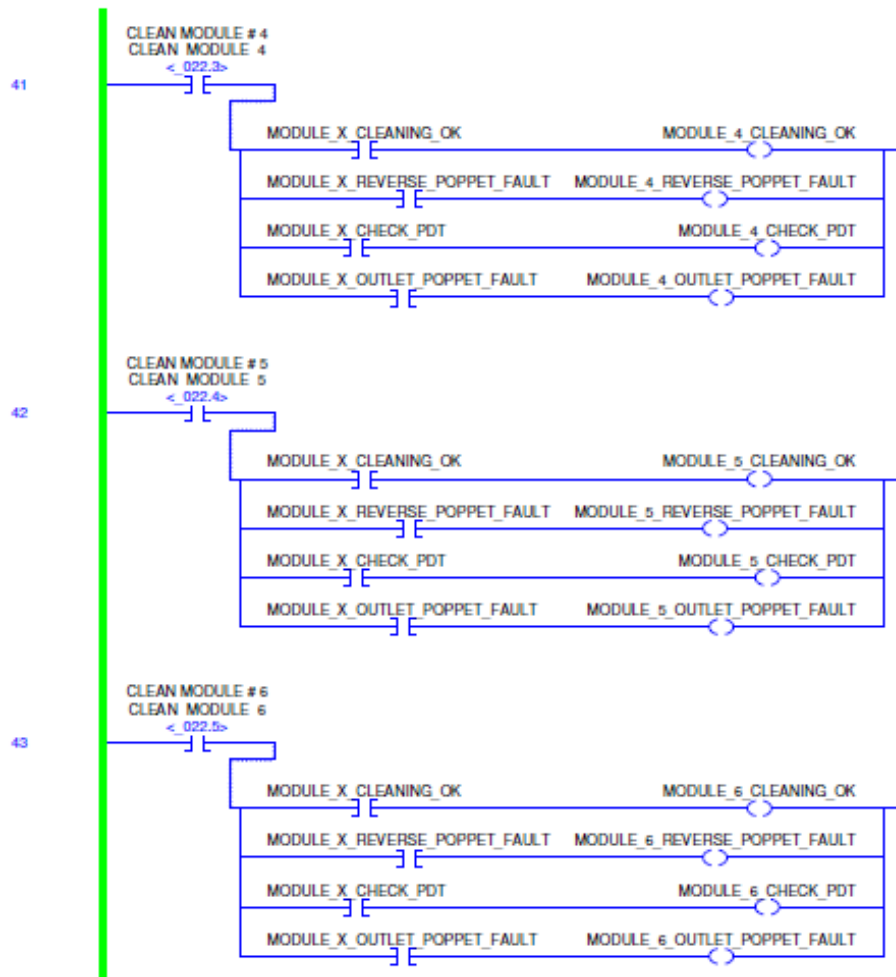 CLEAN MODULE # 4
CLEAN MODULE 4
<_022.3>
41
MODULE_X_CLEANING_OK MODULE_4_CLEANING_OK
MODULE_X_REVERSE_POPPET_FAULT MODULE_4_REVERSE_POPPET_FAULT
MODULE_X_CHECK_PDT MODULE_4_CHECK_PDT
MODULE_X_OUTLET_POPPET_FAULT MODULE_4_OUTLET_POPPET_FAULT
CLEAN MODULE # 5
CLEAN MODULE 5
<_022.4>
42
MODULE_X_CLEANING_OK MODULE_5_CLEANING_OK
MODULE_X_REVERSE_POPPET_FAULT MODULE_5_REVERSE_POPPET_FAULT
MODULE_X_CHECK_PDT MODULE_5_CHECK_PDT
MODULE_X_OUTLET_POPPET_FAULT MODULE_5_OUTLET_POPPET_FAULT
CLEAN MODULE # 6
CLEAN MODULE 6
<_022.5>
43
MODULE_X_CLEANING_OK MODULE_6_CLEANING_OK
MODULE_X_REVERSE_POPPET_FAULT MODULE_6_REVERSE_POPPET_FAULT
MODULE_X_CHECK_PDT MODULE_6_CHECK_PDT
MODULE_X_OUTLET_POPPET_FAULT MODULE_6_OUTLET_POPPET_FAULT